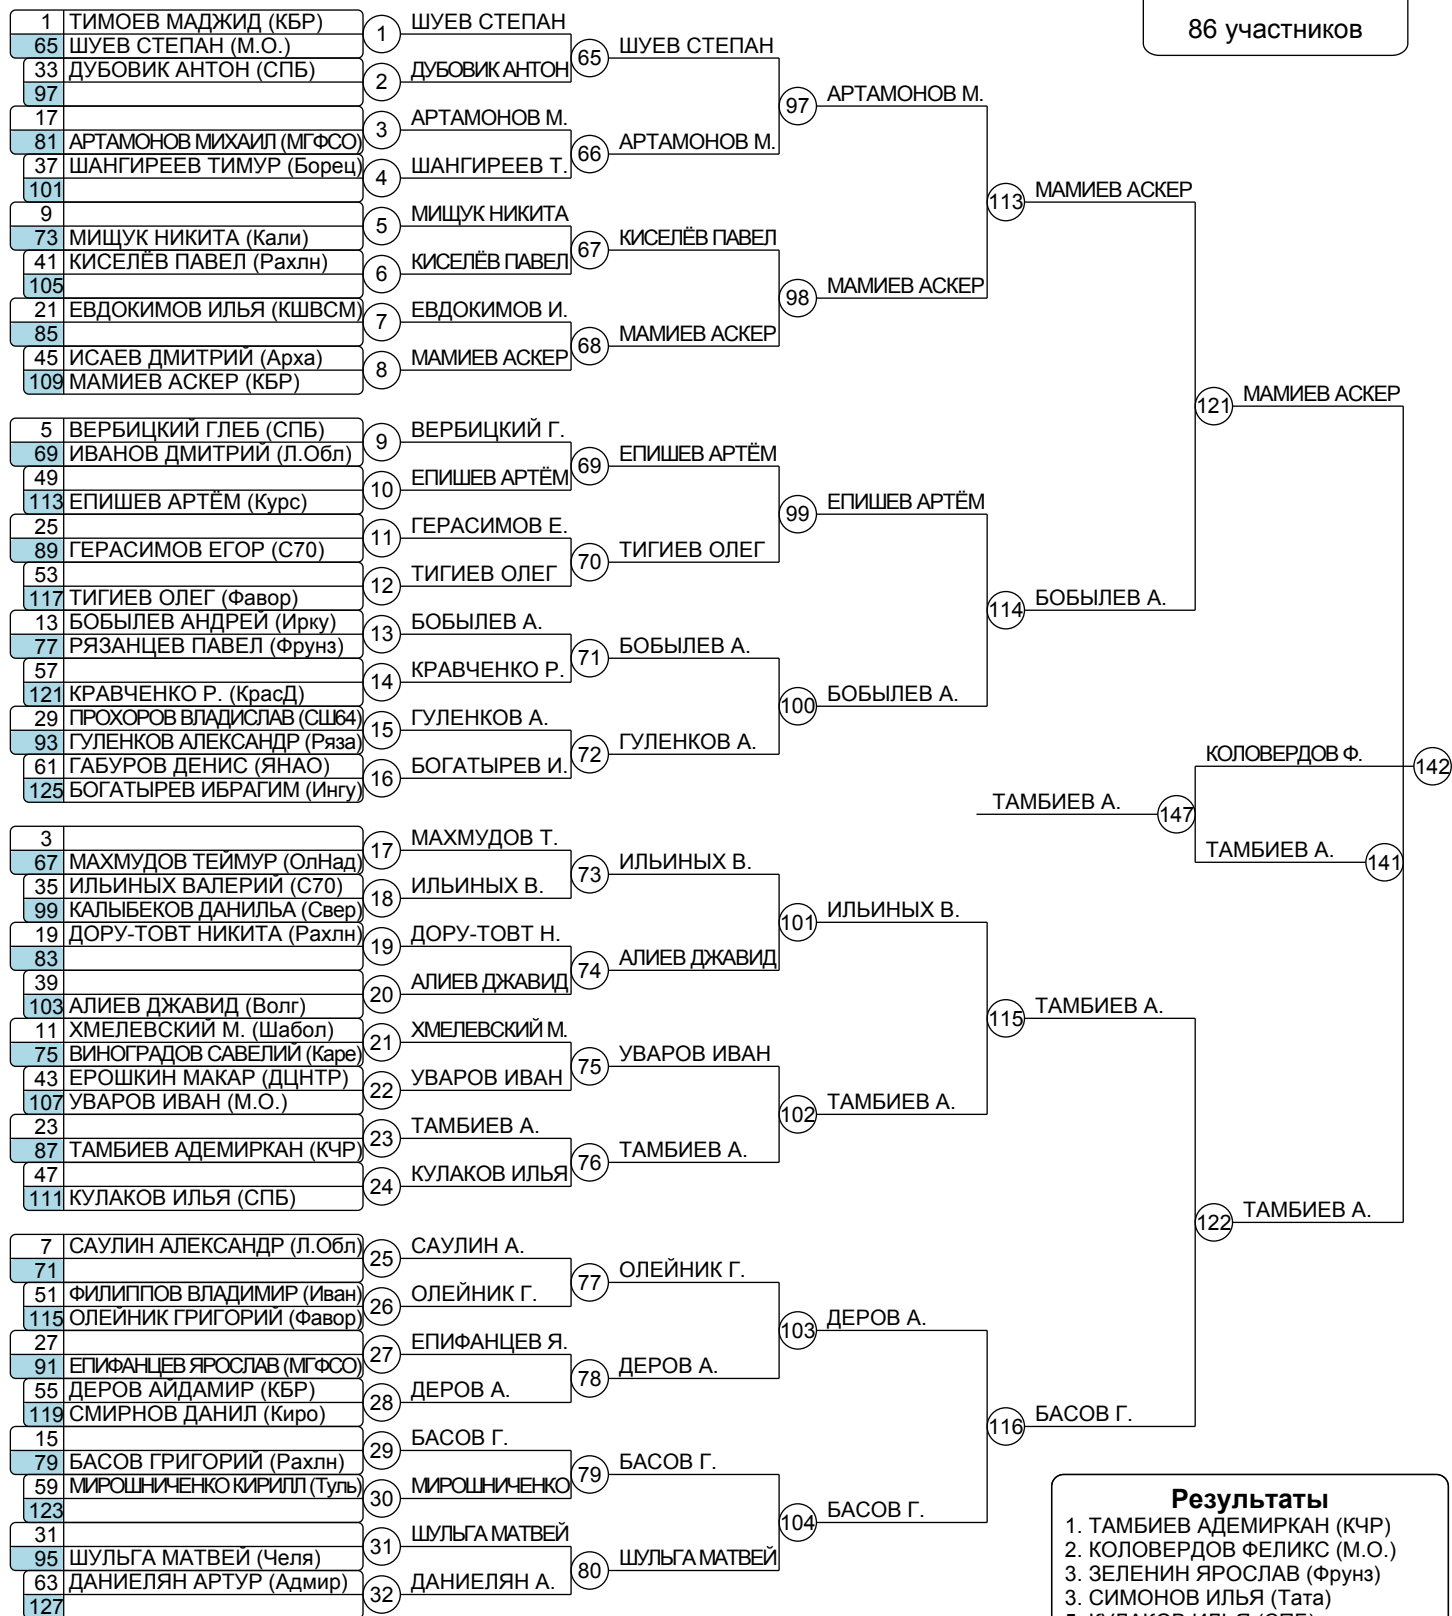 86 участников
1 ТИМОЕВ МАДЖИД (КБР)
65 ШУЕВ СТЕПАН (М.О.)
33 ДУБОВИК АНТОН (СПБ)
97
17
81 АРТАМОНОВ МИХАИЛ (МГФСО)
37 ШАНГИРЕЕВ ТИМУР (Борец)
101
9
73 МИЩУК НИКИТА (Кали)
41 КИСЕЛЁВ ПАВЕЛ (Рахлн)
105
21 ЕВДОКИМОВ ИЛЬЯ (КШВСМ)
85
45 ИСАЕВ ДМИТРИЙ (Арха)
109 МАМИЕВ АСКЕР (КБР)
5 ВЕРБИЦКИЙ ГЛЕБ (СПБ)
69 ИВАНОВ ДМИТРИЙ (Л.Обл)
49
113 ЕПИШЕВ АРТЁМ (Курс)
25
89 ГЕРАСИМОВ ЕГОР (С70)
53
117 ТИГИЕВ ОЛЕГ (Фавор)
13 БОБЫЛЕВ АНДРЕЙ (Ирку)
77 РЯЗАНЦЕВ ПАВЕЛ (Фрунз)
57
121 КРАВЧЕНКО Р. (КрасД)
29 ПРОХОРОВ ВЛАДИСЛАВ (СШ64)
93 ГУЛЕНКОВ АЛЕКСАНДР (Ряза)
61 ГАБУРОВ ДЕНИС (ЯНАО)
125 БОГАТЫРЕВ ИБРАГИМ (Ингу)
3
67 МАХМУДОВ ТЕЙМУР (ОлНад)
35 ИЛЬИНЫХ ВАЛЕРИЙ (С70)
99 КАЛЫБЕКОВ ДАНИЛЬА (Свер)
19 ДОРУ-ТОВТ НИКИТА (Рахлн)
83
39
103 АЛИЕВ ДЖАВИД (Волг)
11 ХМЕЛЕВСКИЙ М. (Шабол)
75 ВИНОГРАДОВ САВЕЛИЙ (Каре)
43 ЕРОШКИН МАКАР (ДЦНТР)
107 УВАРОВ ИВАН (М.О.)
23
87 ТАМБИЕВ АДЕМИРКАН (КЧР)
47
111 КУЛАКОВ ИЛЬЯ (СПБ)
7 САУЛИН АЛЕКСАНДР (Л.Обл)
71
51 ФИЛИППОВ ВЛАДИМИР (Иван)
115 ОЛЕЙНИК ГРИГОРИЙ (Фавор)
27
91 ЕПИФАНЦЕВ ЯРОСЛАВ (МГФСО)
55 ДЕРОВ АЙДАМИР (КБР)
119 СМИРНОВ ДАНИЛ (Киро)
15
79 БАСОВ ГРИГОРИЙ (Рахлн)
59 МИРОШНИЧЕНКО КИРИЛЛ (Туль)
123
31
95 ШУЛЬГА МАТВЕЙ (Челя)
63 ДАНИЕЛЯН АРТУР (Адмир)
127
1 ШУЕВ СТЕПАН
2 ДУБОВИК АНТОН
3 АРТАМОНОВ М.
4 ШАНГИРЕЕВ Т.
5 МИЩУК НИКИТА
6 КИСЕЛЁВ ПАВЕЛ
7 ЕВДОКИМОВ И.
8 МАМИЕВ АСКЕР
9 ВЕРБИЦКИЙ Г.
10 ЕПИШЕВ АРТЁМ
11 ГЕРАСИМОВ Е.
12 ТИГИЕВ ОЛЕГ
13 БОБЫЛЕВ А.
14 КРАВЧЕНКО Р.
15 ГУЛЕНКОВ А.
16 БОГАТЫРЕВ И.
17 МАХМУДОВ Т.
18 ИЛЬИНЫХ В.
19 ДОРУ-ТОВТ Н.
20 АЛИЕВ ДЖАВИД
21 ХМЕЛЕВСКИЙ М.
22 УВАРОВ ИВАН
23 ТАМБИЕВ А.
24 КУЛАКОВ ИЛЬЯ
25 САУЛИН А.
26 ОЛЕЙНИК Г.
27 ЕПИФАНЦЕВ Я.
28 ДЕРОВ А.
29 БАСОВ Г.
30 МИРОШНИЧЕНКО
31 ШУЛЬГА МАТВЕЙ
32 ДАНИЕЛЯН А.
65 ШУЕВ СТЕПАН
66 АРТАМОНОВ М.
67 КИСЕЛЁВ ПАВЕЛ
68 МАМИЕВ АСКЕР
69 ЕПИШЕВ АРТЁМ
70 ТИГИЕВ ОЛЕГ
71 БОБЫЛЕВ А.
72 ГУЛЕНКОВ А.
73 ИЛЬИНЫХ В.
74 АЛИЕВ ДЖАВИД
75 УВАРОВ ИВАН
76 ТАМБИЕВ А.
77 ОЛЕЙНИК Г.
78 ДЕРОВ А.
79 БАСОВ Г.
80 ШУЛЬГА МАТВЕЙ
97 АРТАМОНОВ М.
98 МАМИЕВ АСКЕР
99 ЕПИШЕВ АРТЁМ
100 БОБЫЛЕВ А.
101 ИЛЬИНЫХ В.
102 ТАМБИЕВ А.
103 ДЕРОВ А.
104 БАСОВ Г.
113 МАМИЕВ АСКЕР
114 БОБЫЛЕВ А.
115 ТАМБИЕВ А.
116 БАСОВ Г.
121 МАМИЕВ АСКЕР
122 ТАМБИЕВ А.
КОЛОВЕРДОВ Ф. 142
ТАМБИЕВ А. 147
ТАМБИЕВ А. 141
Результаты
1. ТАМБИЕВ АДЕМИРКАН (КЧР)
2. КОЛОВЕРДОВ ФЕЛИКС (М.О.)
3. ЗЕЛЕНИН ЯРОСЛАВ (Фрунз)
3. СИМОНОВ ИЛЬЯ (Тата)